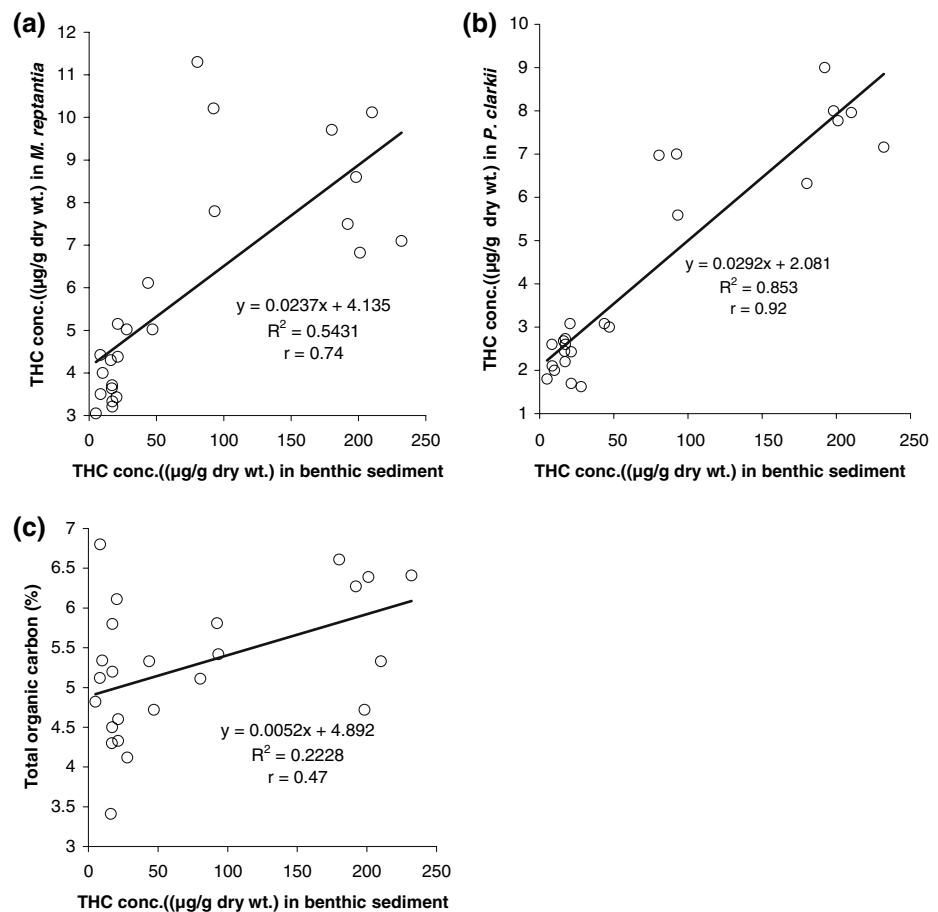 (a)
12
11
10
9
8
7
6
5
4
3
THC conc.((µg/g dry wt.) in M. reptantia
y = 0.0237x + 4.135
R² = 0.5431
r = 0.74
0 50 100 150 200 250
THC conc.((µg/g dry wt.) in benthic sediment
(b)
10
9
8
7
6
5
4
3
2
1
THC conc.((µg/g dry wt.) in P. clarkii
y = 0.0292x + 2.081
R² = 0.853
r = 0.92
0 50 100 150 200 250
THC conc.((µg/g dry wt.) in benthic sediment
(c)
7
6.5
6
5.5
5
4.5
4
3.5
3
Total organic carbon (%)
y = 0.0052x + 4.892
R² = 0.2228
r = 0.47
0 50 100 150 200 250
THC conc.((µg/g dry wt.) in benthic sediment